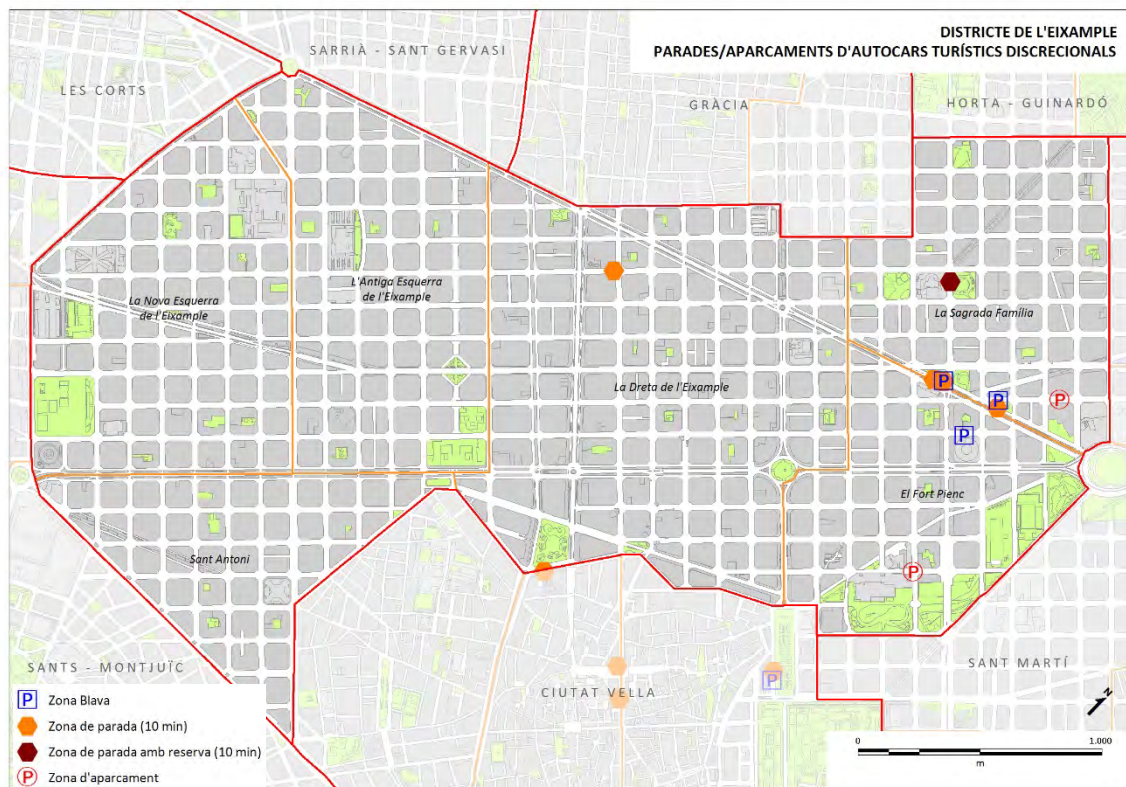 DISTRICTE DE L'EIXAMPLE
PARADES/APARCAMENTS D'AUTOCARS TURÍSTICS DISCRECIONALS
SARRIÀ - SANT GERVASI
LES CORTS
GRÀCIA
HORTA - GUINARDÓ
L'Antiga Esquerra
de l'Eixample
La Nova Esquerra
de l'Eixample
La Sagrada Família
La Dreta de l'Eixample
P
P
P
P
El Fort Pienc
Sant Antoni
P
SANTS - MONTJUÏC
CIUTAT VELLA
P
SANT MARTÍ
P Zona Blava
Zona de parada (10 min)
Zona de parada amb reserva (10 min)
P Zona d'aparcament
N
0 1.000
m